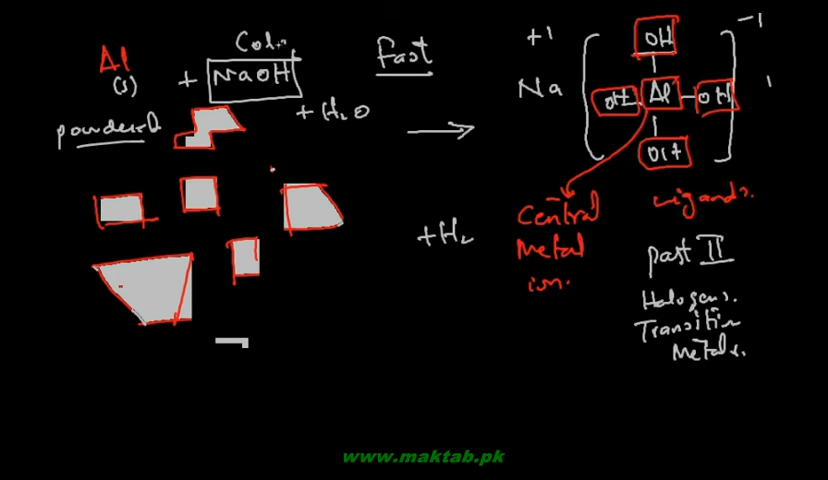 Al
(s)
powdered
+ NaOH
+ H₂O
Fast
+1
Na
-1
OH
OH Al OH
OH
+ H₂
Central
Metal
ion.
Ligands.
part II
Halogens.
Transition
Metals.
www.maktab.pk